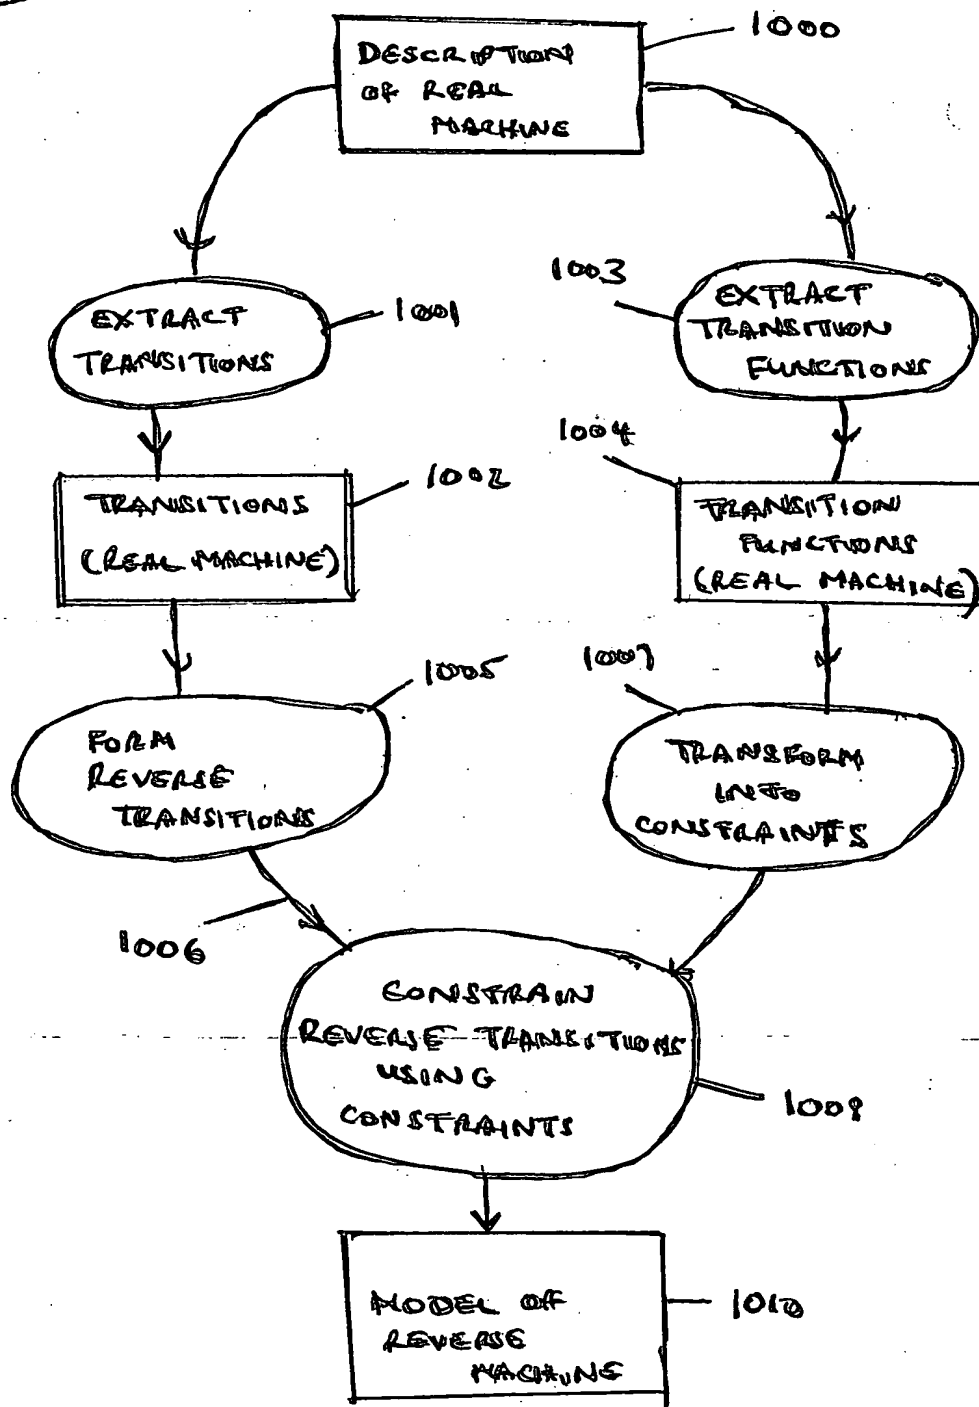 1000
DESCRIPTION
OF REAL
MACHINE
1003
EXTRACT
TRANSITIONS
1001
EXTRACT
TRANSITION
FUNCTIONS
1004
1002
TRANSITIONS
(REAL MACHINE)
TRANSITION
FUNCTIONS
(REAL MACHINE)
1005
1007
FORM
REVERSE
TRANSITIONS
TRANSFORM
INTO
CONSTRAINTS
1006
CONSTRAIN
REVERSE TRANSITIONS
USING
CONSTRAINTS
1009
MODEL OF
REVERSE
MACHINE
1010